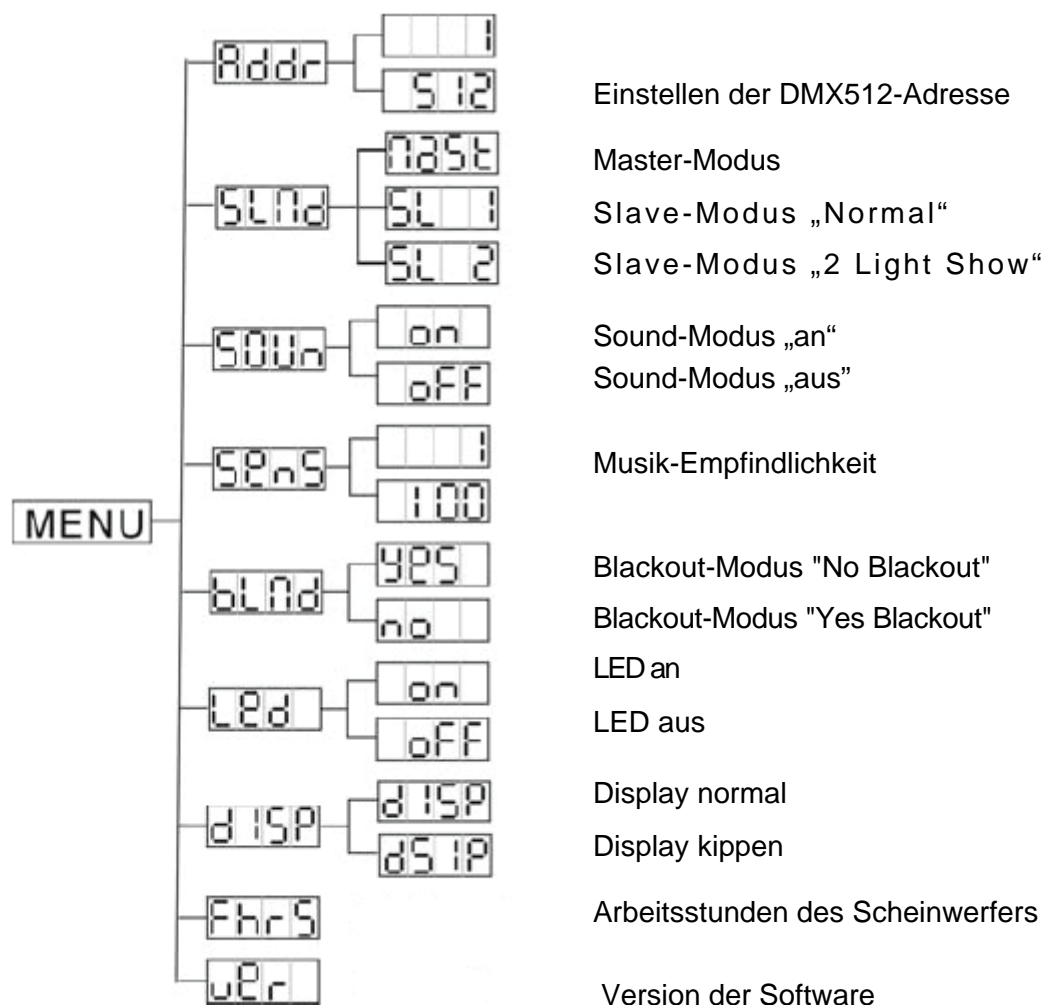 1
Addr
512 Einstellen der DMX512-Adresse
MaSt Master-Modus
SLMd SL 1 Slave-Modus „Normal“
SL 2 Slave-Modus „2 Light Show“
on Sound-Modus „an“
SOUn
oFF Sound-Modus „aus”
1
SenS Musik-Empfindlichkeit
100
MENU
yes Blackout-Modus "No Blackout"
bLMd
no Blackout-Modus "Yes Blackout"
on LED an
Led
oFF LED aus
dISP Display normal
dISP
dSIP Display kippen
FhrS Arbeitsstunden des Scheinwerfers
ver Version der Software